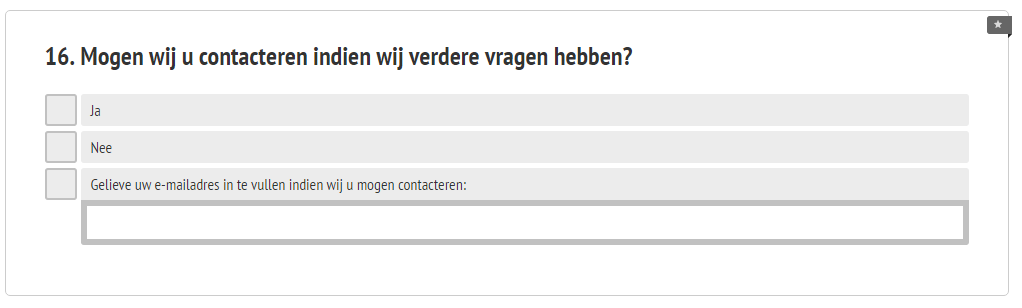 16. Mogen wij u contacteren indien wij verdere vragen hebben?
Ja
Nee
Gelieve uw e-mailadres in te vullen indien wij u mogen contacteren: